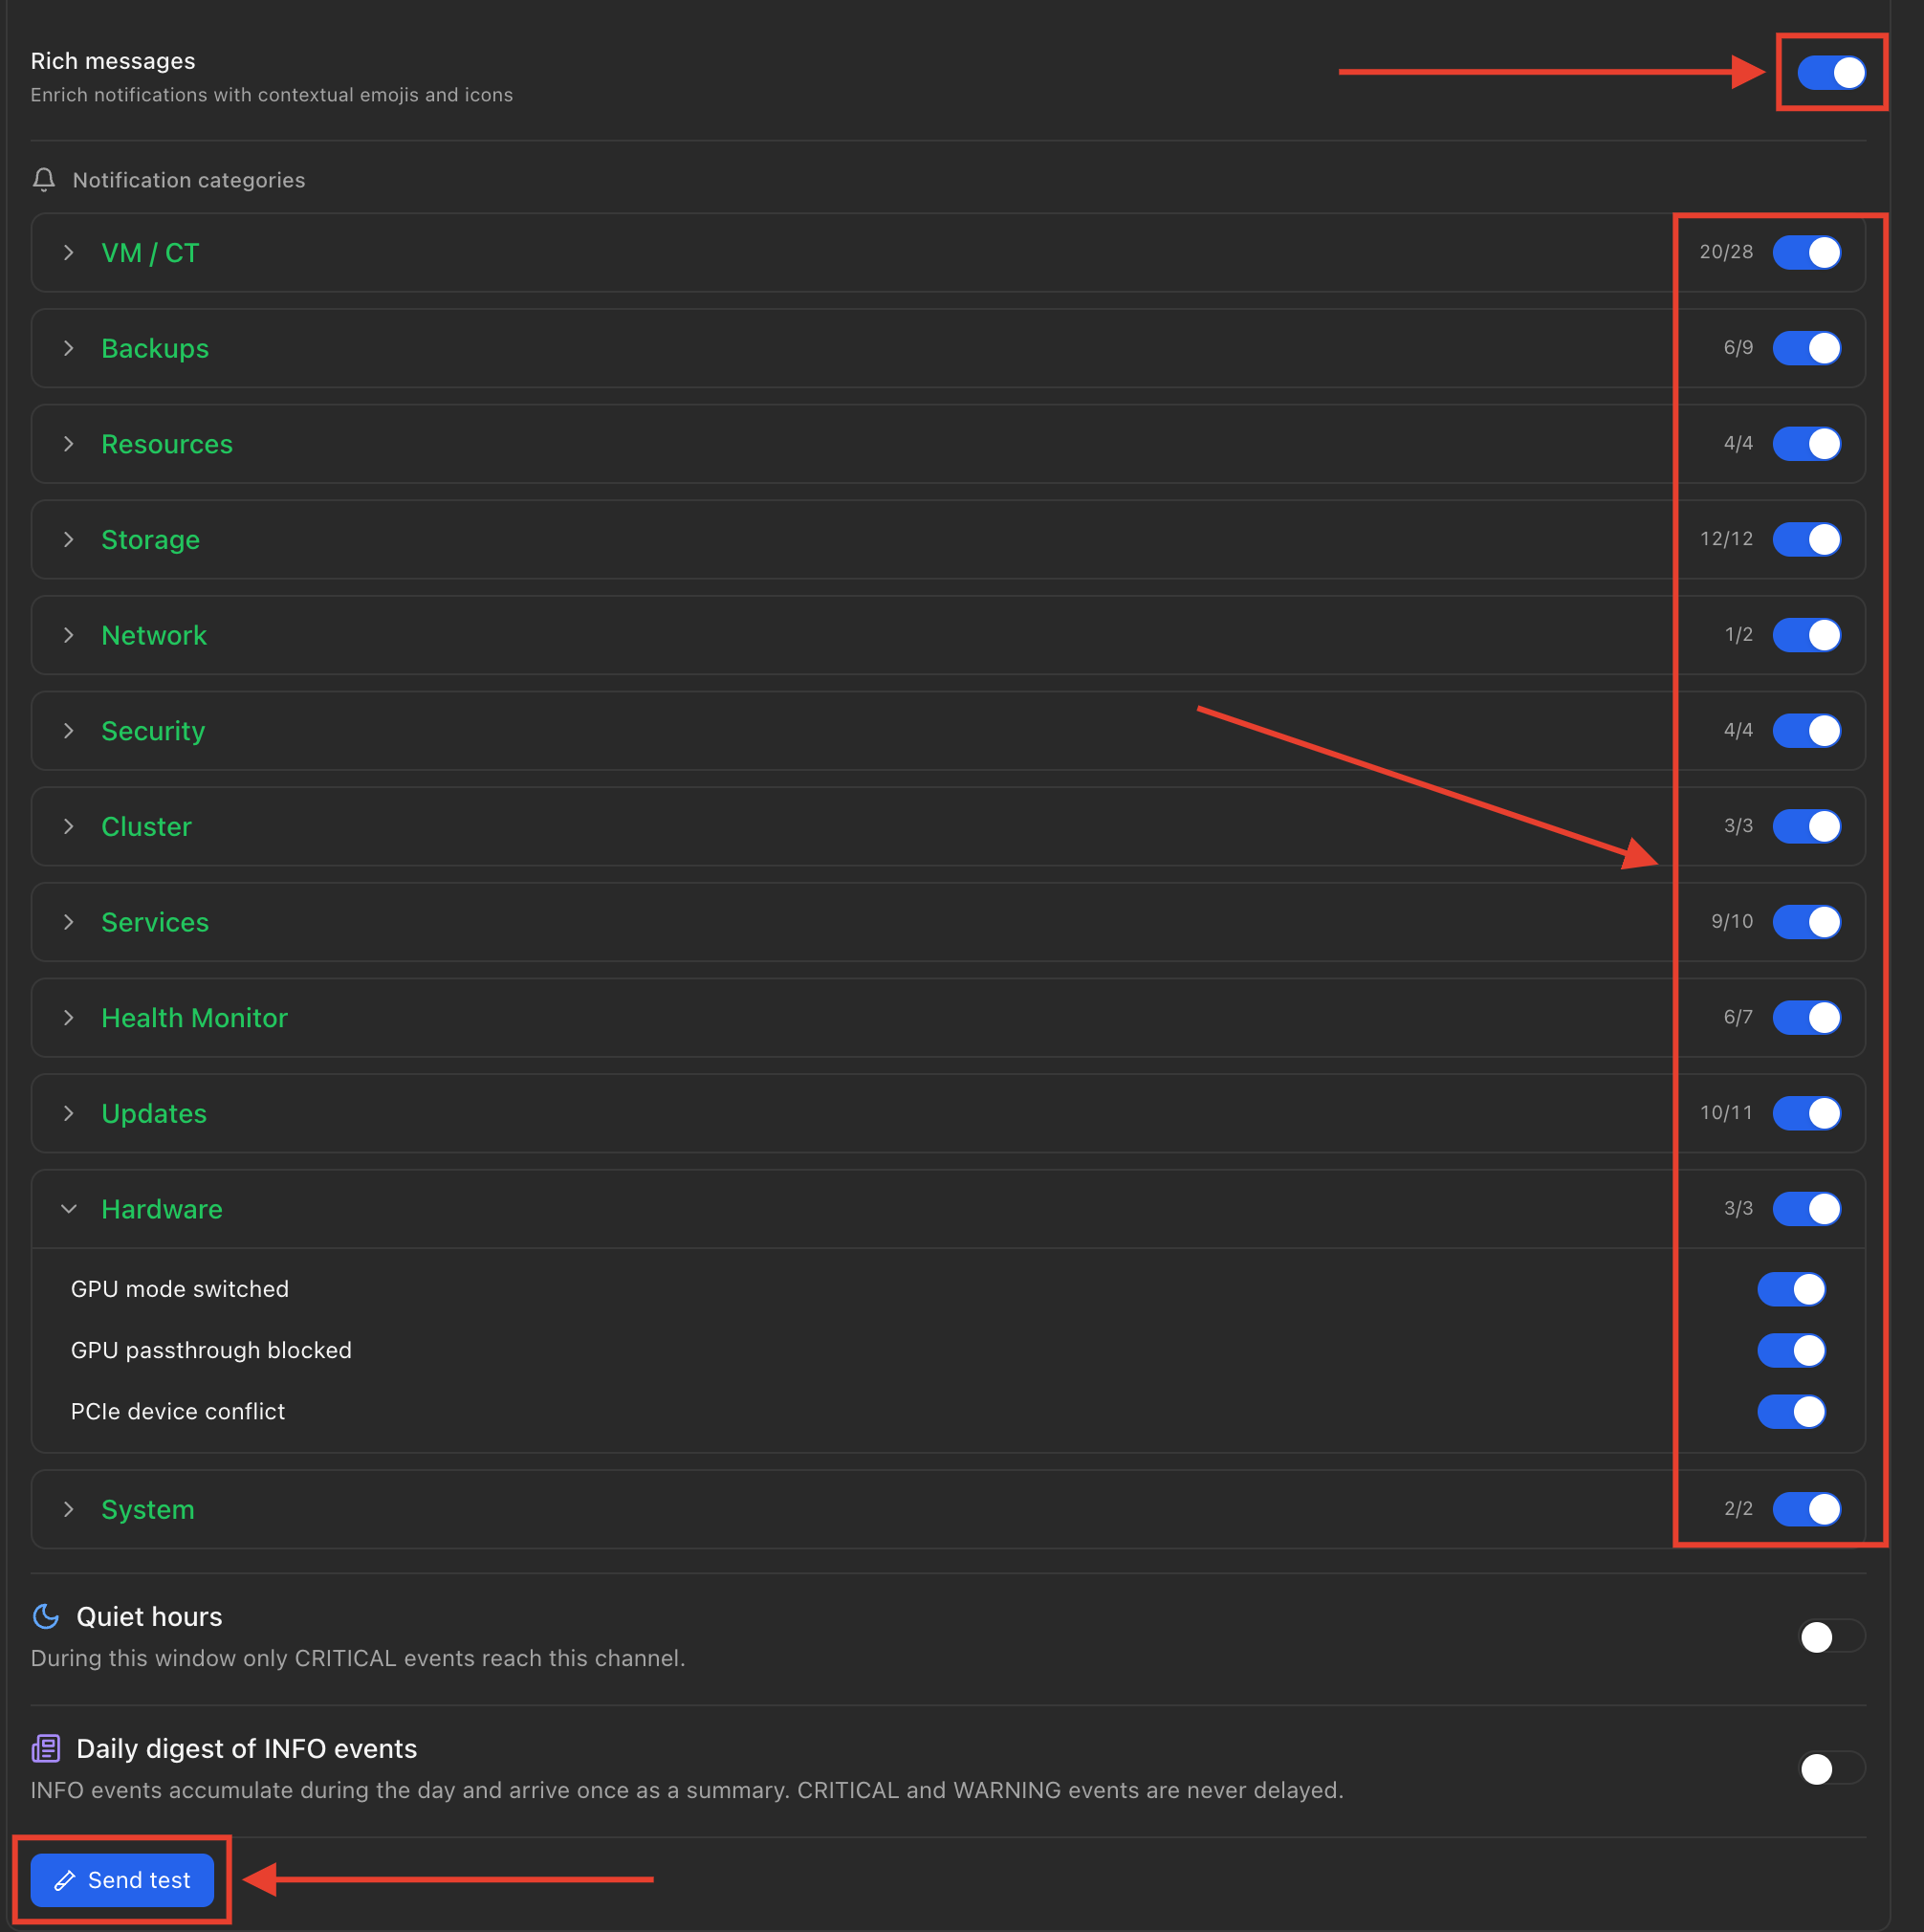 Rich messages
Enrich notifications with contextual emojis and icons
Notification categories
VM / CT 20/28
Backups 6/9
Resources 4/4
Storage 12/12
Network 1/2
Security 4/4
Cluster 3/3
Services 9/10
Health Monitor 6/7
Updates 10/11
Hardware 3/3
GPU mode switched
GPU passthrough blocked
PCIe device conflict
System 2/2
Quiet hours
During this window only CRITICAL events reach this channel.
Daily digest of INFO events
INFO events accumulate during the day and arrive once as a summary. CRITICAL and WARNING events are never delayed.
Send test